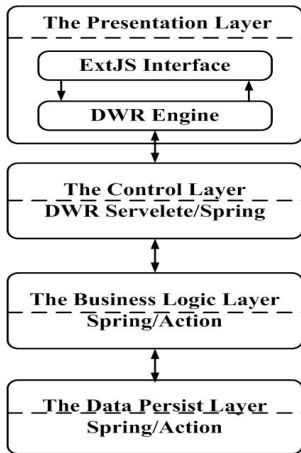 The Presentation Layer
ExtJS Interface
DWR Engine
The Control Layer
DWR Servelete/Spring
The Business Logic Layer
Spring/Action
The Data Persist Layer
Spring/Action